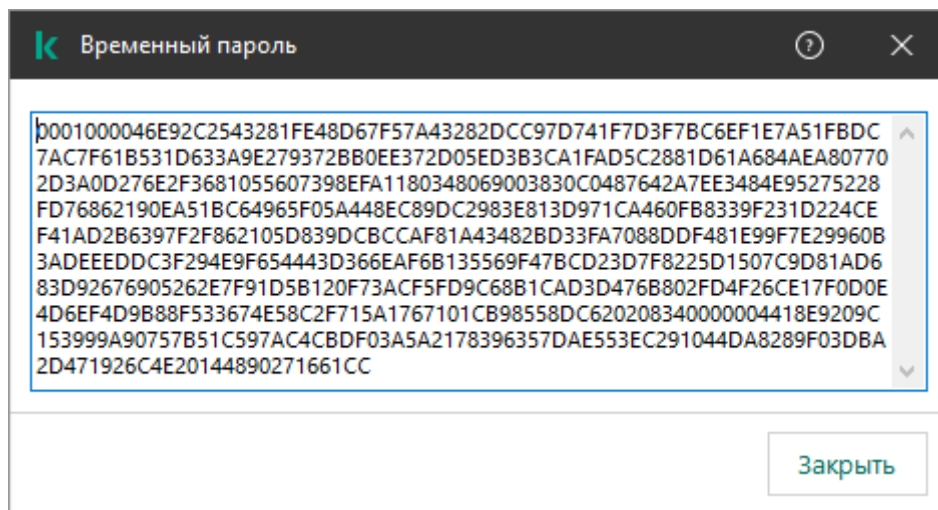 Временный пароль
0001000046E92C2543281FE48D67F57A43282DCC97D741F7D3F7BC6EF1E7A51FBDC
7AC7F61B531D633A9E279372BB0EE372D05ED3B3CA1FAD5C2881D61A684AEA80770
2D3A0D276E2F3681055607398EFA1180348069003830C0487642A7EE3484E95275228
FD76862190EA51BC64965F05A448EC89DC2983E813D971CA460FB8339F231D224CE
F41AD2B6397F2F862105D839DCBCCAF81A43482BD33FA7088DDF481E99F7E29960B
3ADEEEDDC3F294E9F654443D366EAF6B135569F47BCD23D7F8225D1507C9D81AD6
83D92676905262E7F91D5B120F73ACF5FD9C68B1CAD3D476B802FD4F26CE17F0D0E
4D6EF4D9B88F533674E58C2F715A1767101CB98558DC620208340000004418E9209C
153999A90757B51C597AC4CBDF03A5A2178396357DAE553EC291044DA8289F03DBA
2D471926C4E20144890271661CC
Закрыть